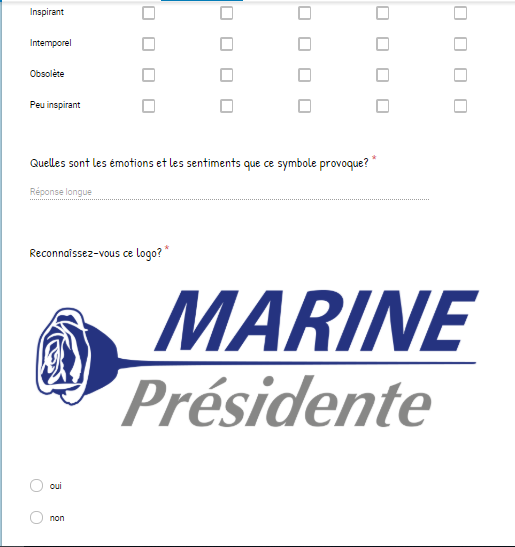 Inspirant
Intemporel
Obsolète
Peu inspirant
Quelles sont les émotions et les sentiments que ce symbole provoque? *
Réponse longue
Reconnaissez-vous ce logo? *
MARINE
Présidente
oui
non